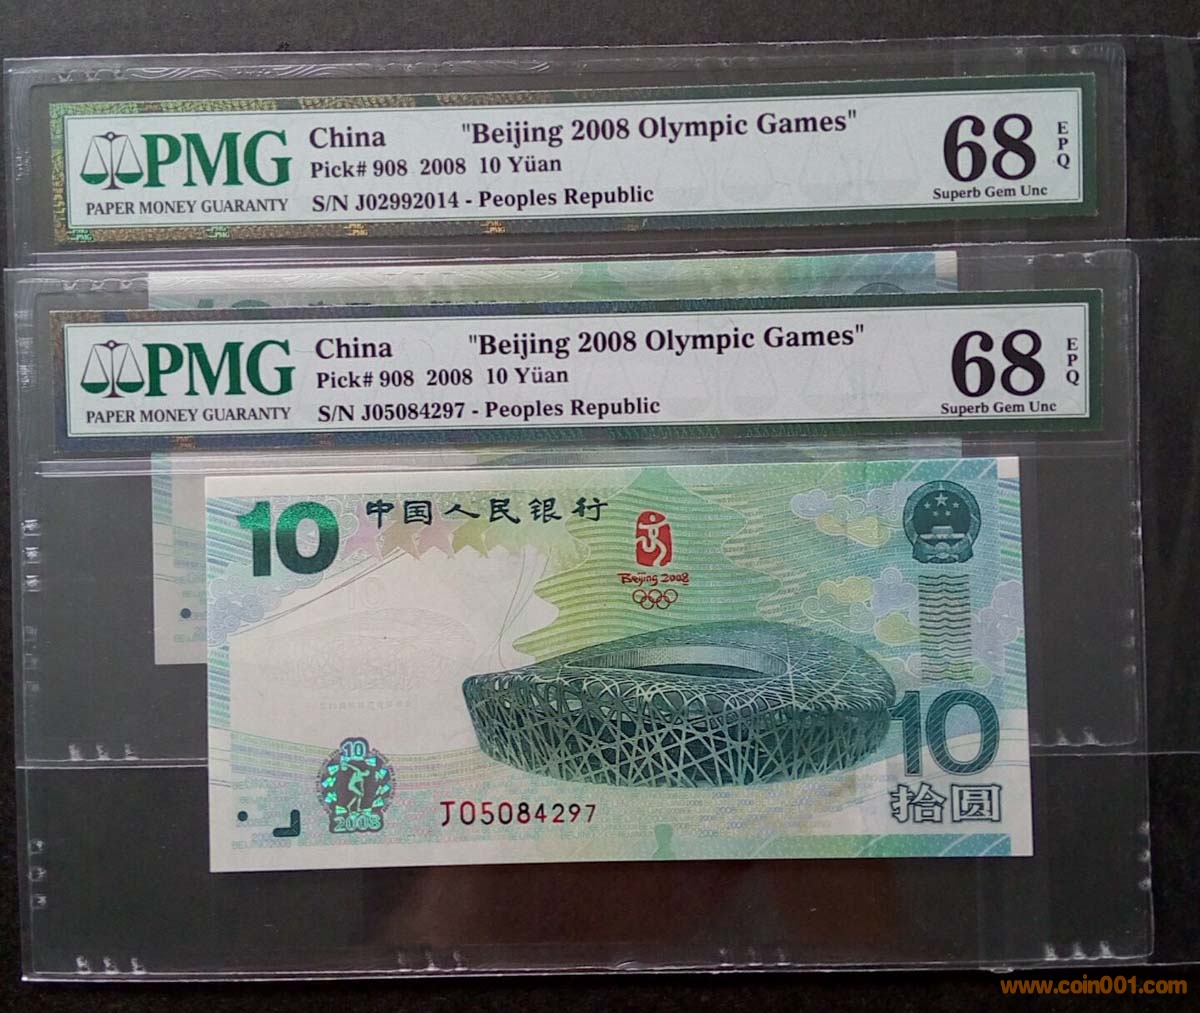 PMG
PAPER MONEY GUARANTY
China "Beijing 2008 Olympic Games"
Pick# 908 2008 10 Yüan
S/N J02992014 - Peoples Republic
68
EPQ
Superb Gem Unc
PMG
PAPER MONEY GUARANTY
China "Beijing 2008 Olympic Games"
Pick# 908 2008 10 Yüan
S/N J05084297 - Peoples Republic
68
EPQ
Superb Gem Unc
10 中国人民银行
Beijing 2008
10
10
拾圆
10
2008
J05084297
www.coin001.com